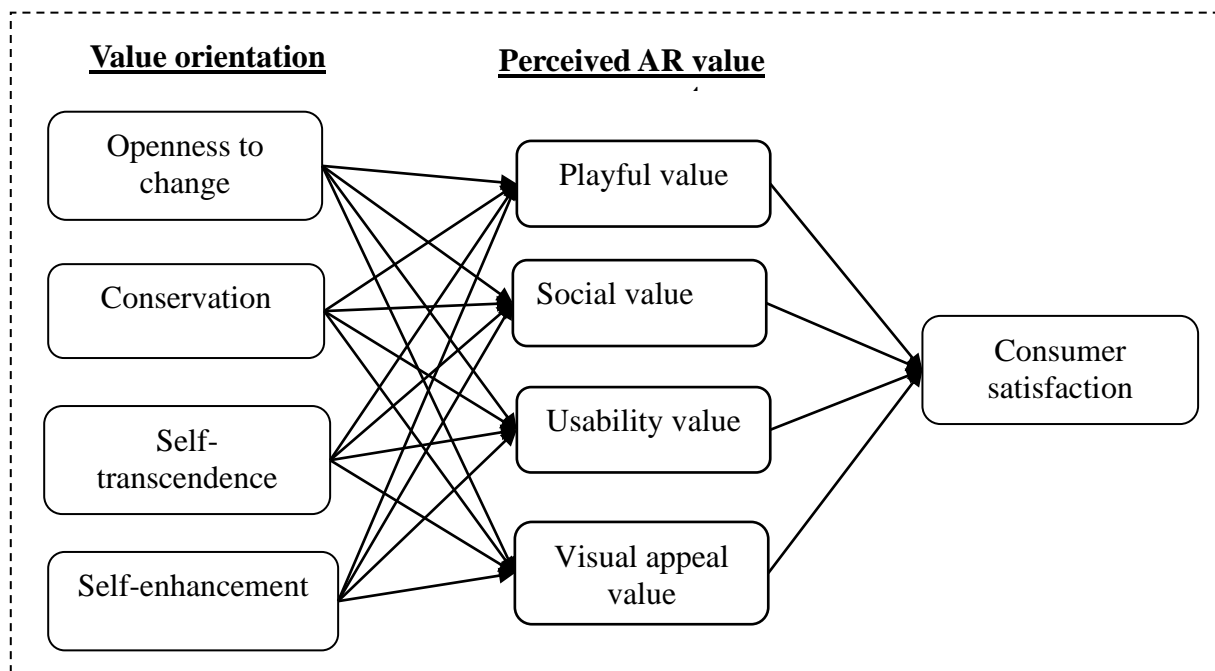 Value orientation
Perceived AR value
Openness to
change
Conservation
Self-
transcendence
Self-enhancement
Playful value
Social value
Usability value
Visual appeal
value
Consumer
satisfaction